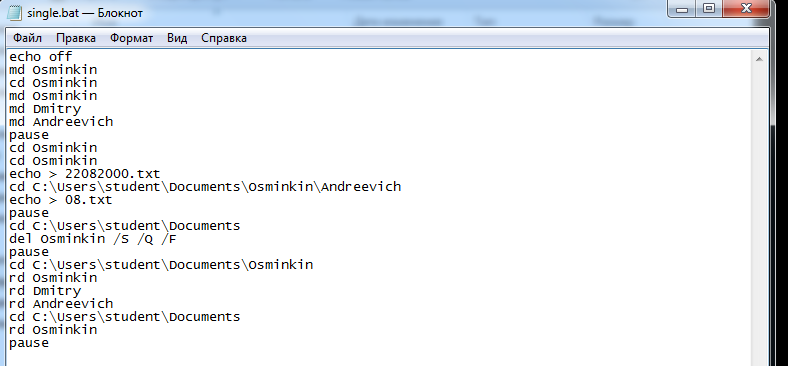 single.bat — Блокнот
Файл Правка Формат Вид Справка
echo off
md Osminkin
cd Osminkin
md Osminkin
md Dmitry
md Andreevich
pause
cd Osminkin
cd Osminkin
echo > 22082000.txt
cd C:\Users\student\Documents\Osminkin\Andreevich
echo > 08.txt
pause
cd C:\Users\student\Documents
del Osminkin /S /Q /F
pause
cd C:\Users\student\Documents\Osminkin
rd Osminkin
rd Dmitry
rd Andreevich
cd C:\Users\student\Documents
rd Osminkin
pause